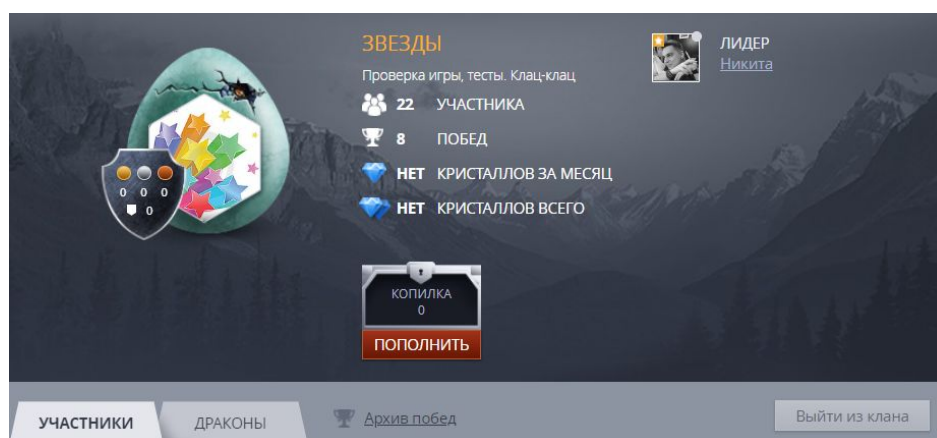 ЗВЕЗДЫ
Проверка игры, тесты. Клац-клац
22 УЧАСТНИКА
8 ПОБЕД
НЕТ КРИСТАЛЛОВ ЗА МЕСЯЦ
НЕТ КРИСТАЛЛОВ ВСЕГО
ЛИДЕР
Никита
0 0 0
0
КОПИЛКА
0
ПОПОЛНИТЬ
УЧАСТНИКИ
ДРАКОНЫ
Архив побед
Выйти из клана